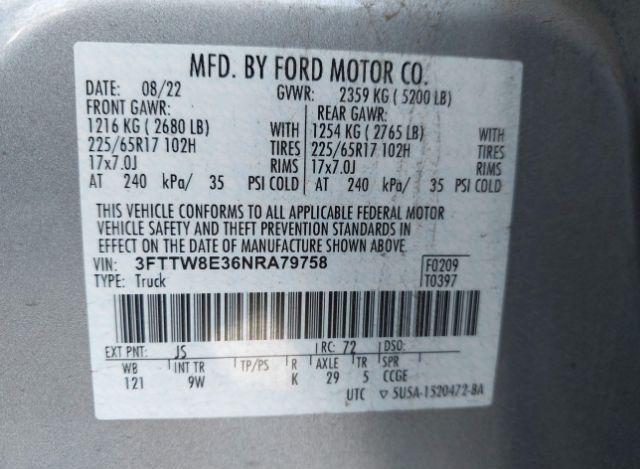 MFD. BY FORD MOTOR CO.
DATE: 08/22 GVWR: 2359 KG ( 5200 LB)
FRONT GAWR: REAR GAWR:
1216 KG ( 2680 LB) WITH 1254 KG ( 2765 LB) WITH
225/65R17 102H TIRES 225/65R17 102H TIRES
17x7.0J RIMS 17x7.0J RIMS
AT 240 kPa/ 35 PSI COLD AT 240 kPa/ 35 PSI COLD
THIS VEHICLE CONFORMS TO ALL APPLICABLE FEDERAL MOTOR
VEHICLE SAFETY AND THEFT PREVENTION STANDARDS IN
EFFECT ON THE DATE OF MANUFACTURE SHOWN ABOVE.
VIN: 3FTTW8E36NRA79758 F0209
TYPE: Truck T0397
EXT PNT: JS RC: 72 DSO:
WB INT TR TP/PS R AXLE TR SPR
121 9W K 29 5 CCGE
UTC ▽ 5U5A-1520472-BA